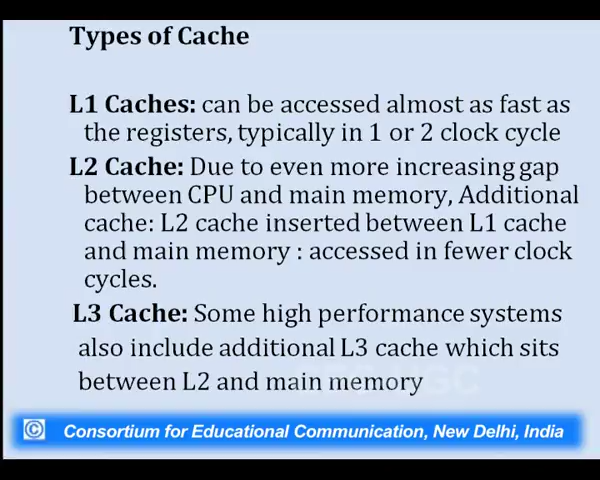 Types of Cache
L1 Caches: can be accessed almost as fast as
the registers, typically in 1 or 2 clock cycle
L2 Cache: Due to even more increasing gap
between CPU and main memory, Additional
cache: L2 cache inserted between L1 cache
and main memory : accessed in fewer clock
cycles.
L3 Cache: Some high performance systems
also include additional L3 cache which sits
between L2 and main memory
© Consortium for Educational Communication, New Delhi, India